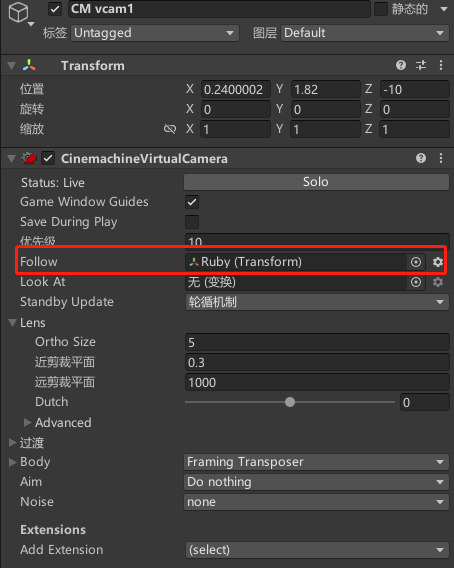 CM vcam1 静态的
标签 Untagged 图层 Default
Transform
位置 X 0.2400002 Y 1.82 Z -10
旋转 X 0 Y 0 Z 0
缩放 X 1 Y 1 Z 1
CinemachineVirtualCamera
Status: Live Solo
Game Window Guides
Save During Play
优先级 10
Follow Ruby (Transform)
Look At 无 (变换)
Standby Update 轮循机制
Lens
Ortho Size 5
近剪裁平面 0.3
远剪裁平面 1000
Dutch 0
Advanced
过渡
Body Framing Transposer
Aim Do nothing
Noise none
Extensions
Add Extension (select)